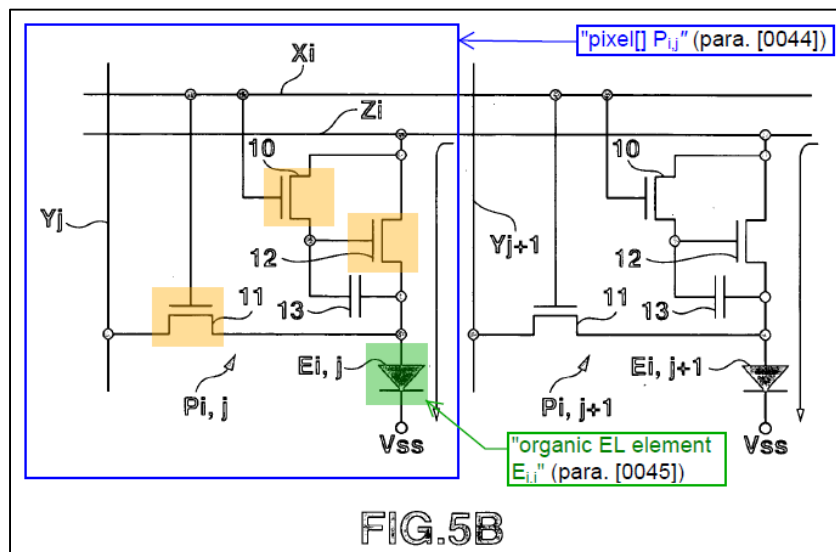 "pixel[] Pi,j" (para. [0044])
Xi
Zi
10
10
Yj
Yj+1
12
12
11
13
11
13
Ei, j
Ei, j+1
Pi, j
Pi, j+1
Vss
Vss
"organic EL element
Ei,j" (para. [0045])
FIG.5B